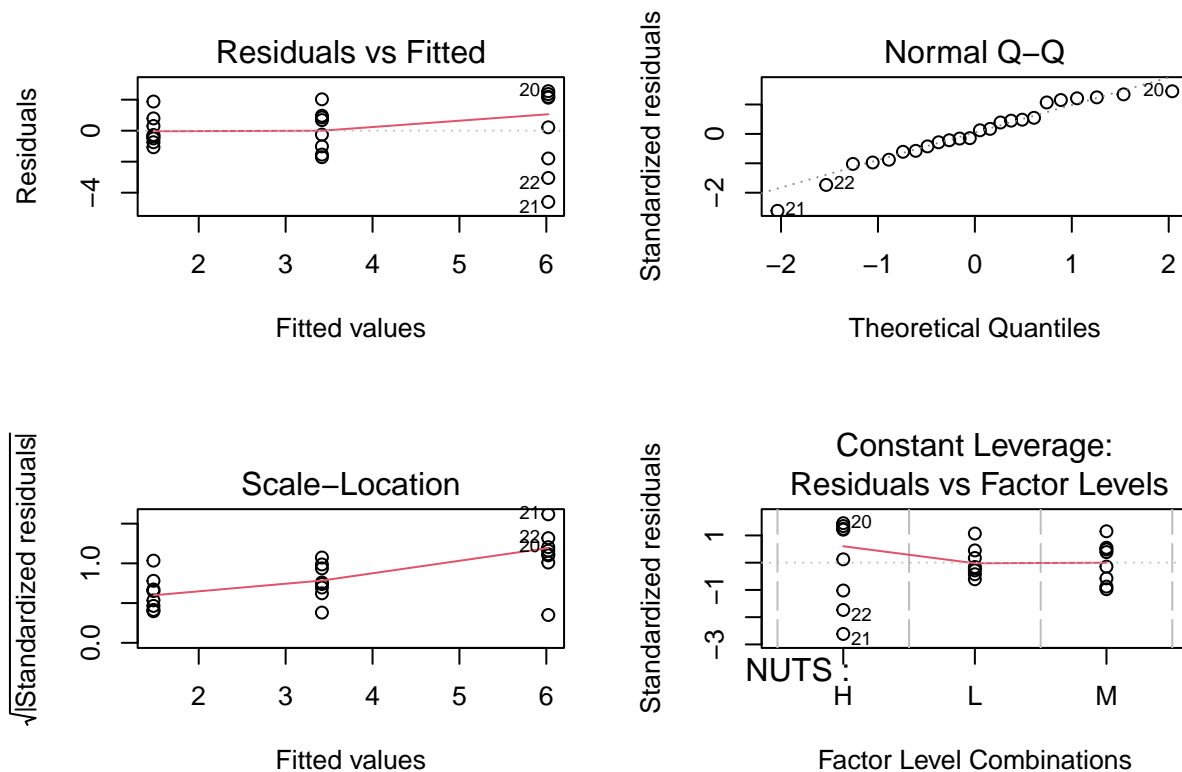 Residuals vs Fitted
Residuals
0
−4
20
22
21
2 3 4 5 6
Fitted values
Normal Q−Q
Standardized residuals
0
−2
20
22
21
−2 −1 0 1 2
Theoretical Quantiles
Scale−Location
√|Standardized residuals|
1.0
0.0
21
22
20
2 3 4 5 6
Fitted values
Constant Leverage:
Residuals vs Factor Levels
Standardized residuals
1
−1
−3
20
22
21
NUTS :
H L M
Factor Level Combinations